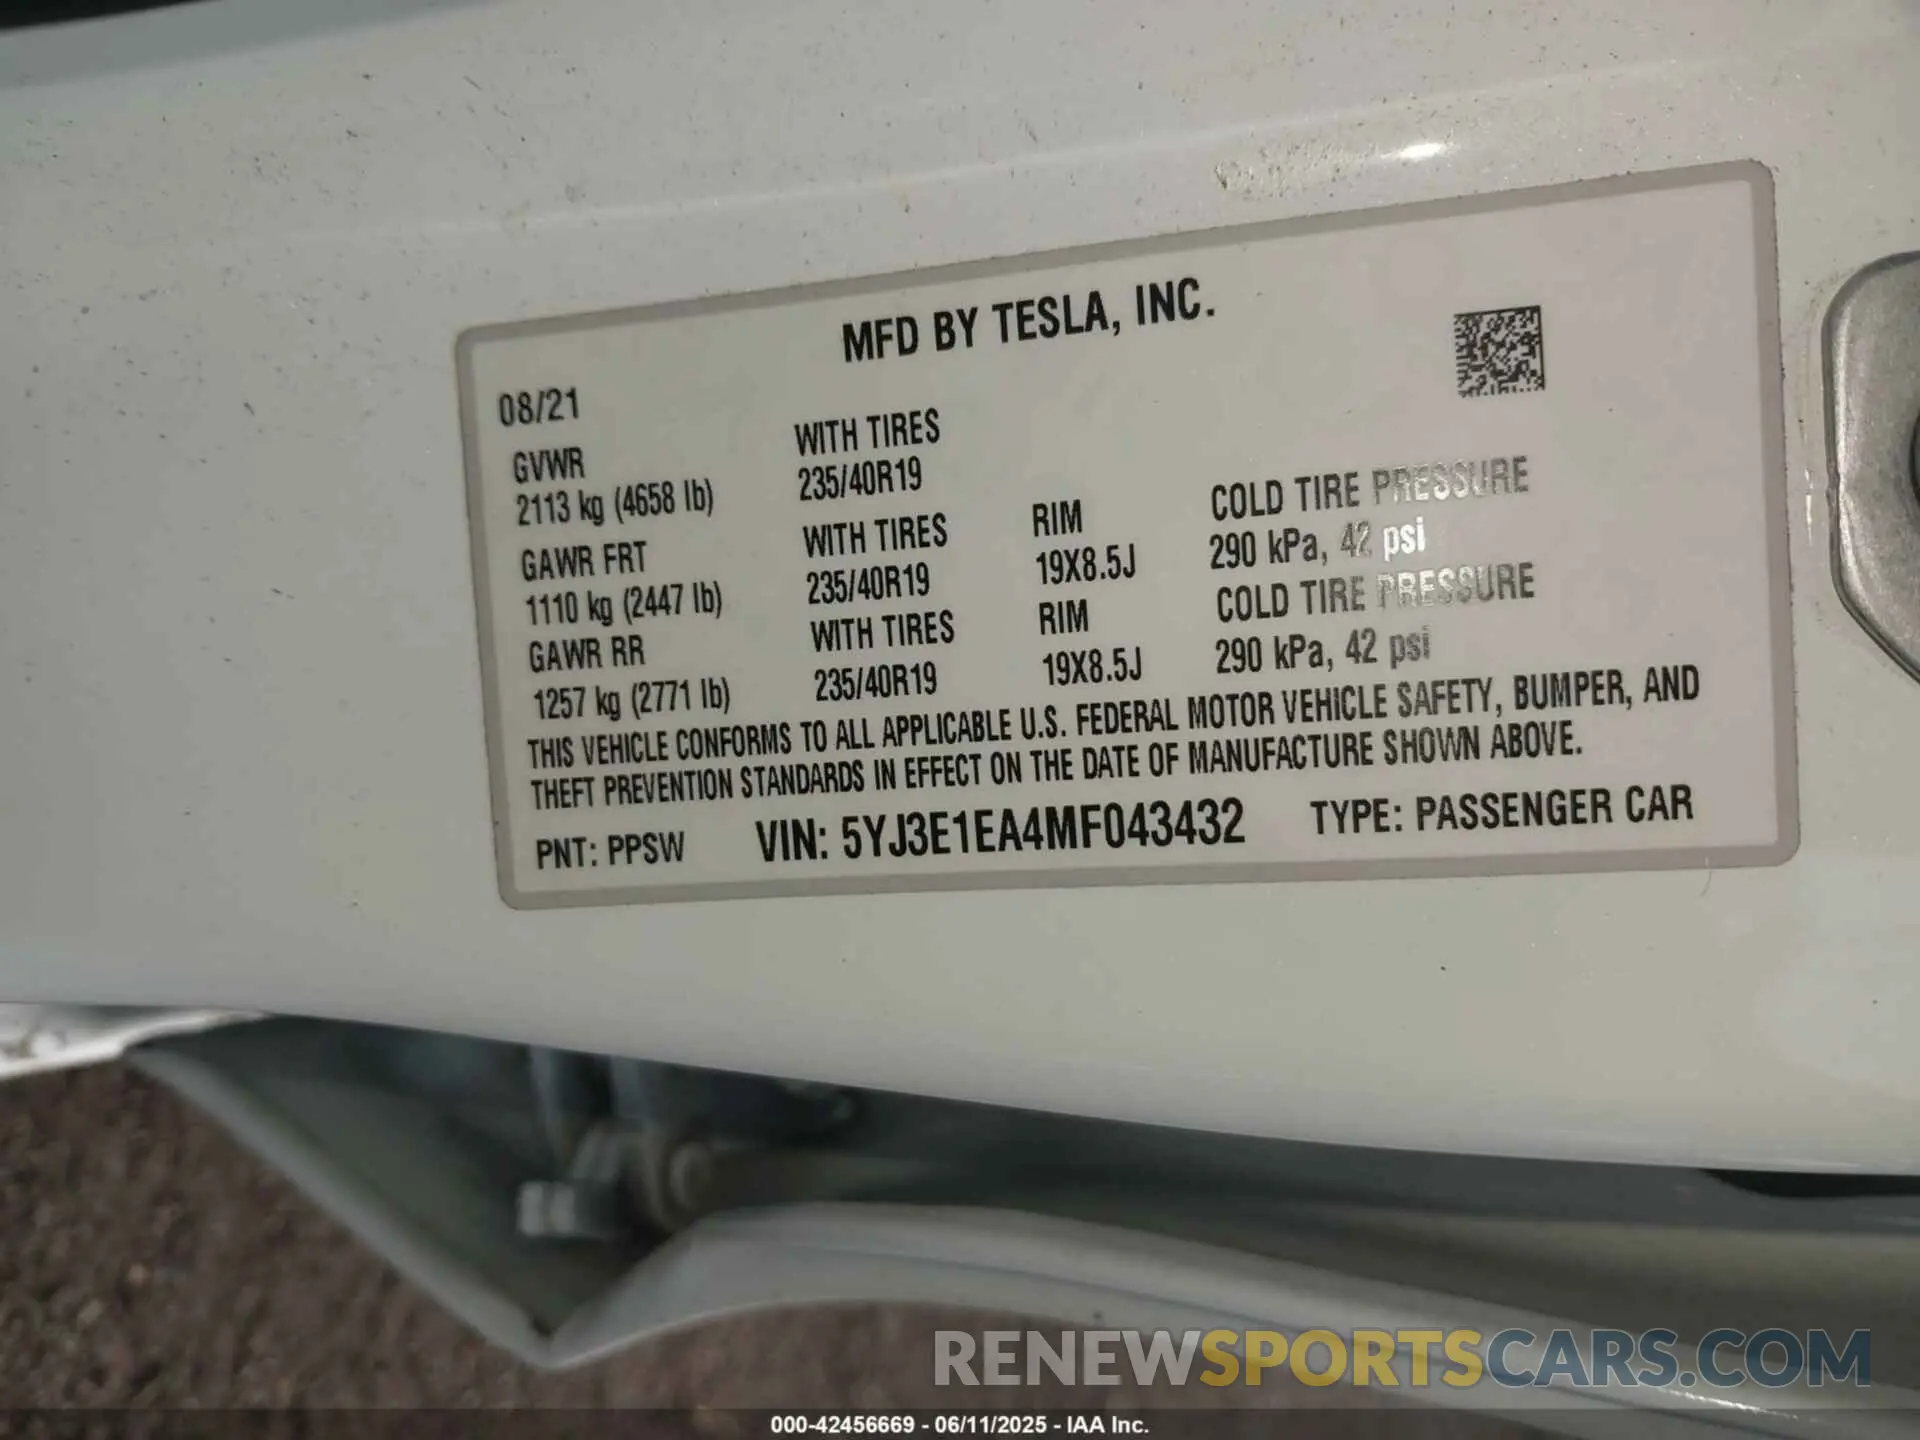 MFD BY TESLA, INC.
08/21
GVWR WITH TIRES
2113 kg (4658 lb) 235/40R19
GAWR FRT WITH TIRES RIM COLD TIRE PRESSURE
1110 kg (2447 lb) 235/40R19 19X8.5J 290 kPa, 42 psi
GAWR RR WITH TIRES RIM COLD TIRE PRESSURE
1257 kg (2771 lb) 235/40R19 19X8.5J 290 kPa, 42 psi
THIS VEHICLE CONFORMS TO ALL APPLICABLE U.S. FEDERAL MOTOR VEHICLE SAFETY, BUMPER, AND
THEFT PREVENTION STANDARDS IN EFFECT ON THE DATE OF MANUFACTURE SHOWN ABOVE.
PNT: PPSW VIN: 5YJ3E1EA4MF043432 TYPE: PASSENGER CAR
RENEWSPORTSCARS.COM
000-42456669 - 06/11/2025 - IAA Inc.